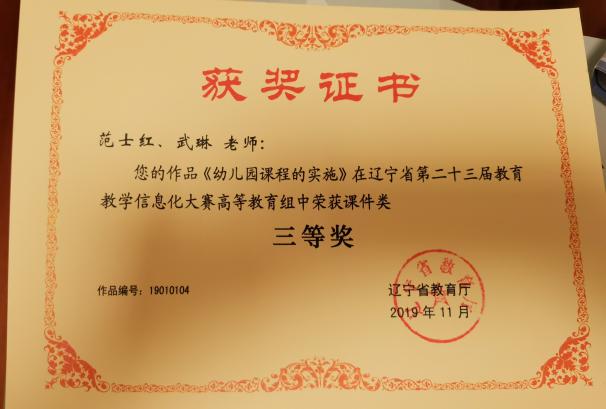 获奖证书
范士红、武琳 老师：
您的作品《幼儿园课程的实施》在辽宁省第二十三届教育
教学信息化大赛高等教育组中荣获课件类
三等奖
作品编号：19010104
辽宁省教育厅
2019年11月